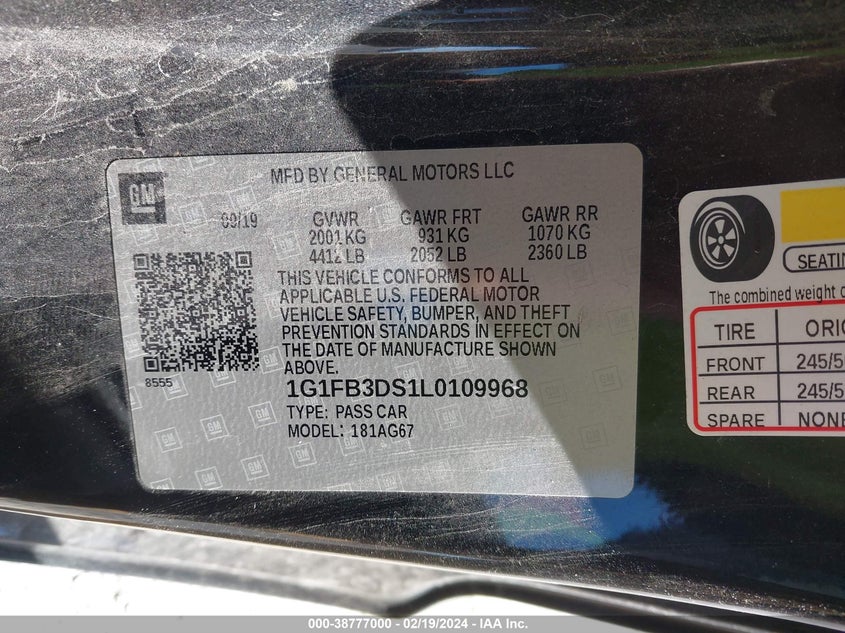 GM
MFD BY GENERAL MOTORS LLC
09/19
GVWR GAWR FRT GAWR RR
2001 KG 931 KG 1070 KG
4412 LB 2052 LB 2360 LB
THIS VEHICLE CONFORMS TO ALL
APPLICABLE U.S. FEDERAL MOTOR
VEHICLE SAFETY, BUMPER, AND THEFT
PREVENTION STANDARDS IN EFFECT ON
THE DATE OF MANUFACTURE SHOWN
ABOVE.
8555
1G1FB3DS1L0109968
TYPE: PASS CAR
MODEL: 181AG67
SEATIN
The combined weight o
TIRE ORI
FRONT 245/5
REAR 245/5
SPARE NONE
000-38777000 - 02/19/2024 - IAA Inc.